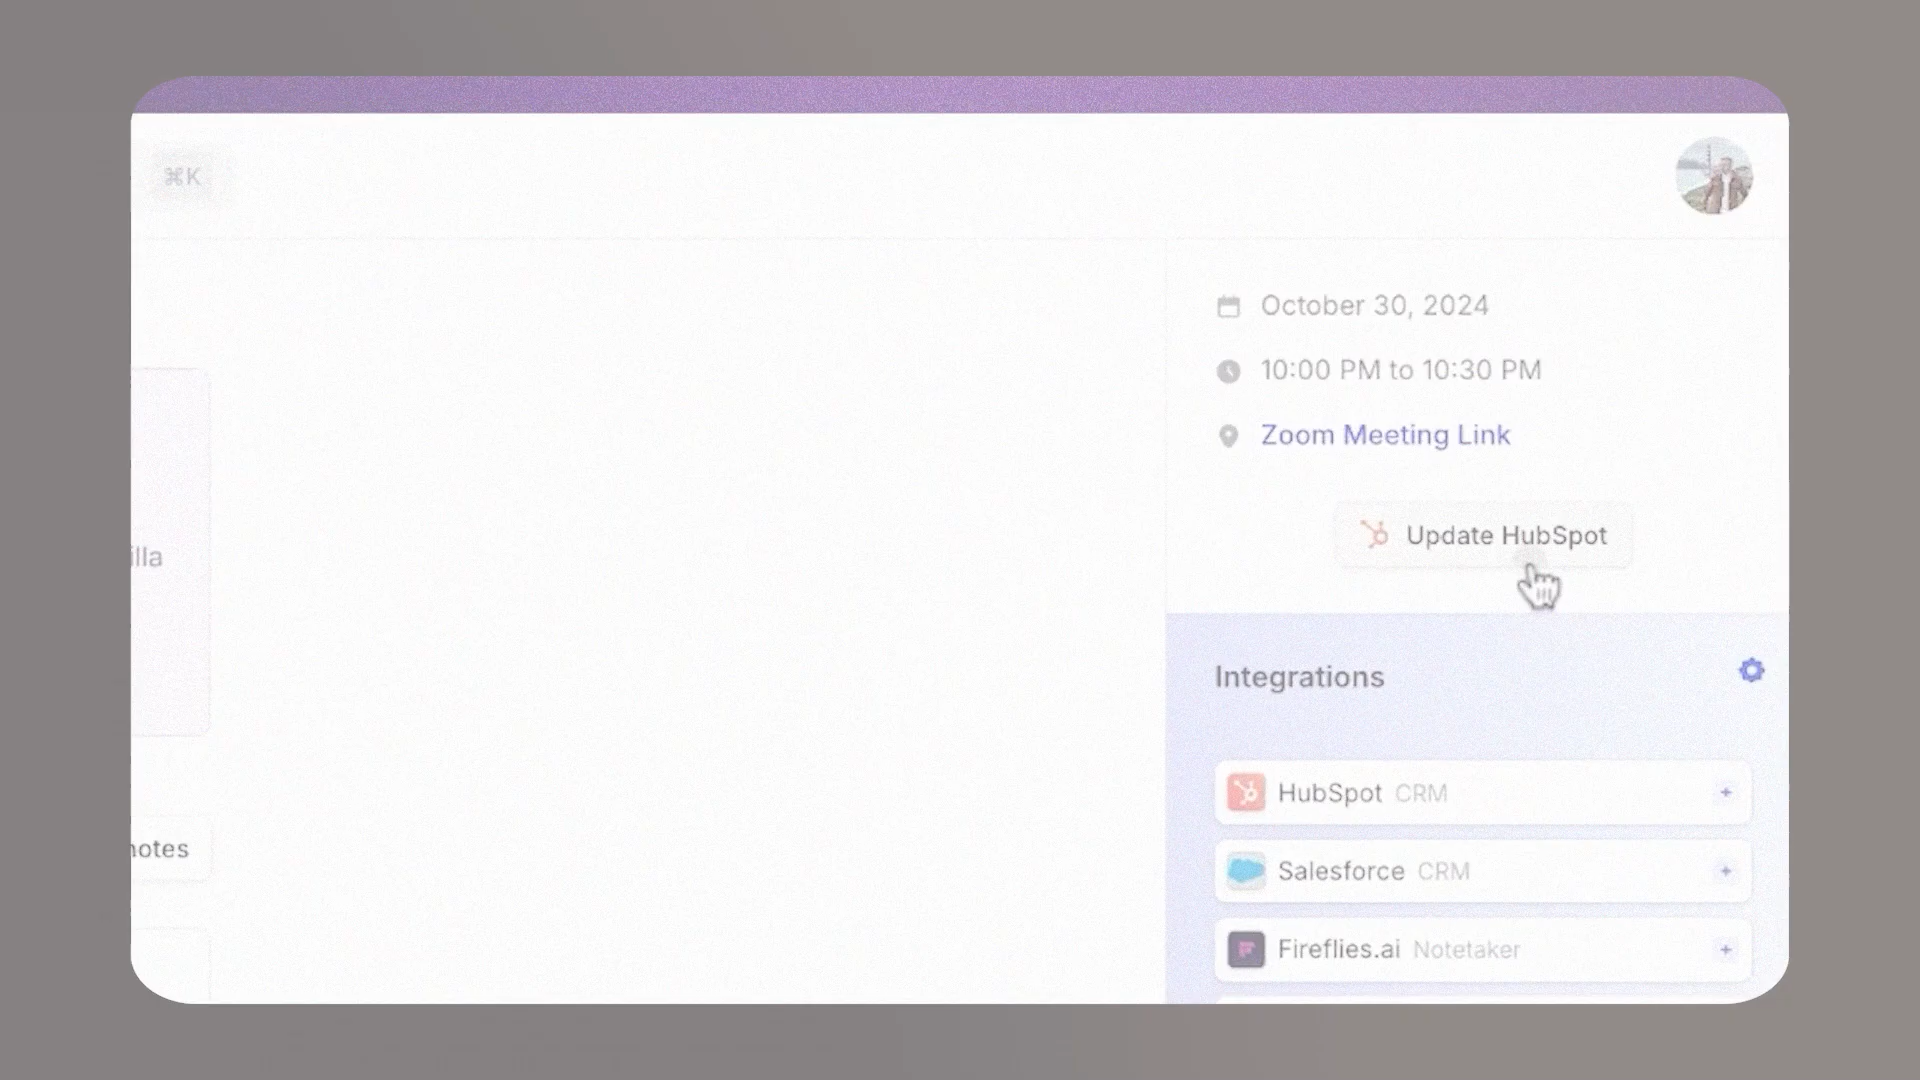 ⌘K
October 30, 2024
10:00 PM to 10:30 PM
Zoom Meeting Link
illa
Update HubSpot
Integrations
HubSpot CRM
notes
Salesforce CRM
Fireflies.ai Notetaker